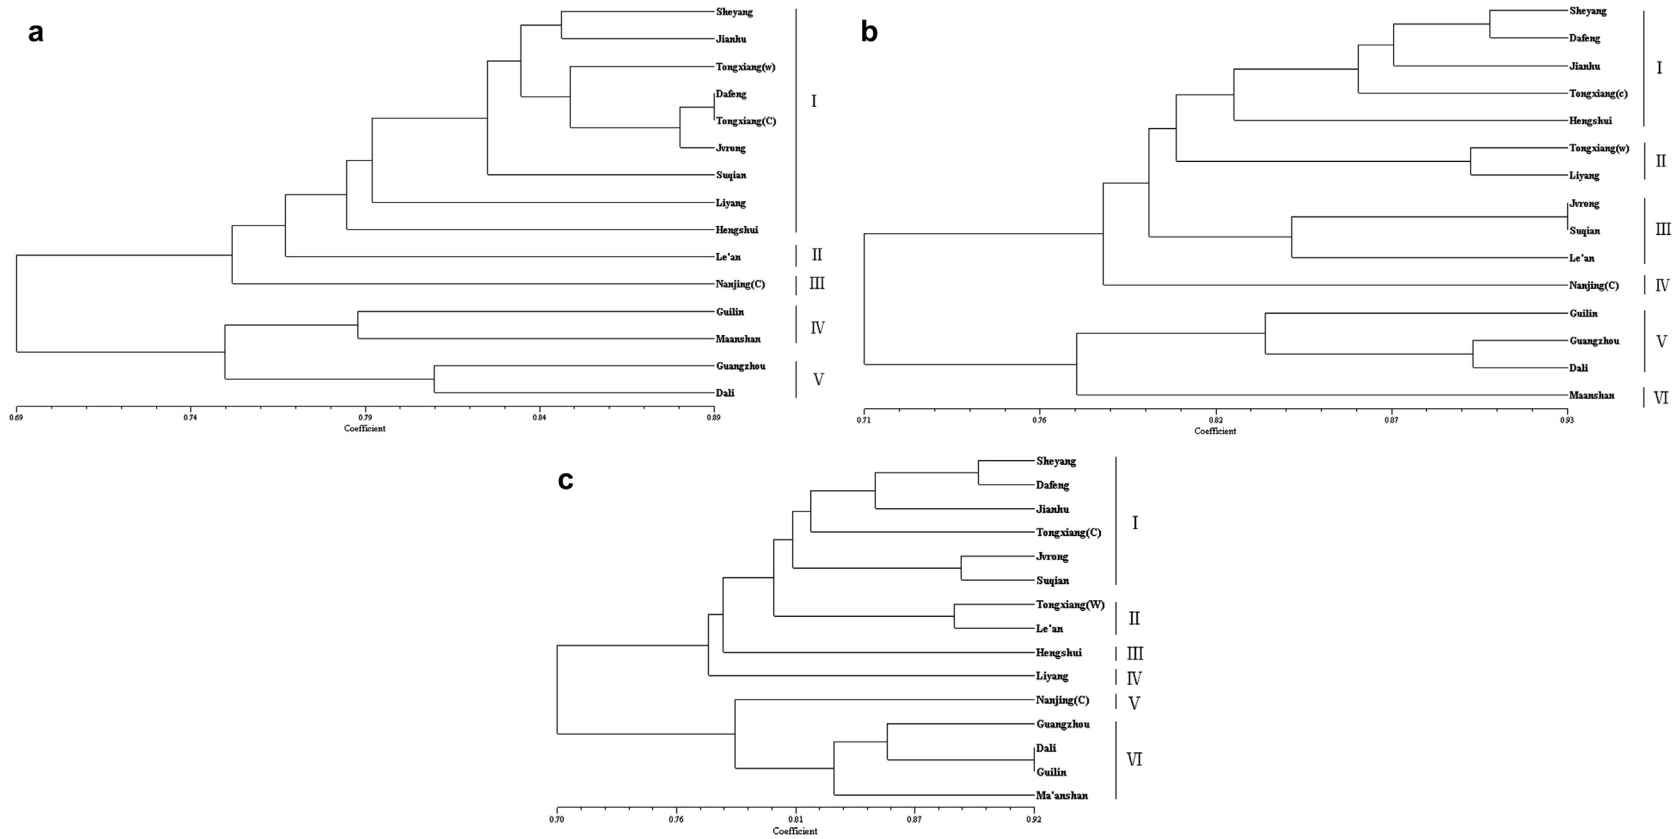 a
Sheyang
Jianhu
Tongxiang(w)
Dafeng
Tongxiang(C)
Jvrong
Suqian
Liyang
Hengshui
Le'an
Nanjing(C)
Guilin
Maanshan
Guangzhou
Dali
I
II
III
IV
V
0.69 0.74 0.79 0.84 0.89
Coefficient
b
Sheyang
Dafeng
Jianhu
Tongxiang(c)
Hengshui
Tongxiang(w)
Liyang
Jvrong
Suqian
Le'an
Nanjing(C)
Guilin
Guangzhou
Dali
Maanshan
I
II
III
IV
V
VI
0.71 0.76 0.82 0.87 0.93
Coefficient
c
Sheyang
Dafeng
Jianhu
Tongxiang(C)
Jvrong
Suqian
Tongxiang(W)
Le'an
Hengshui
Liyang
Nanjing(C)
Guangzhou
Dali
Guilin
Ma'anshan
I
II
III
IV
V
VI
0.70 0.76 0.81 0.87 0.92
Coefficient